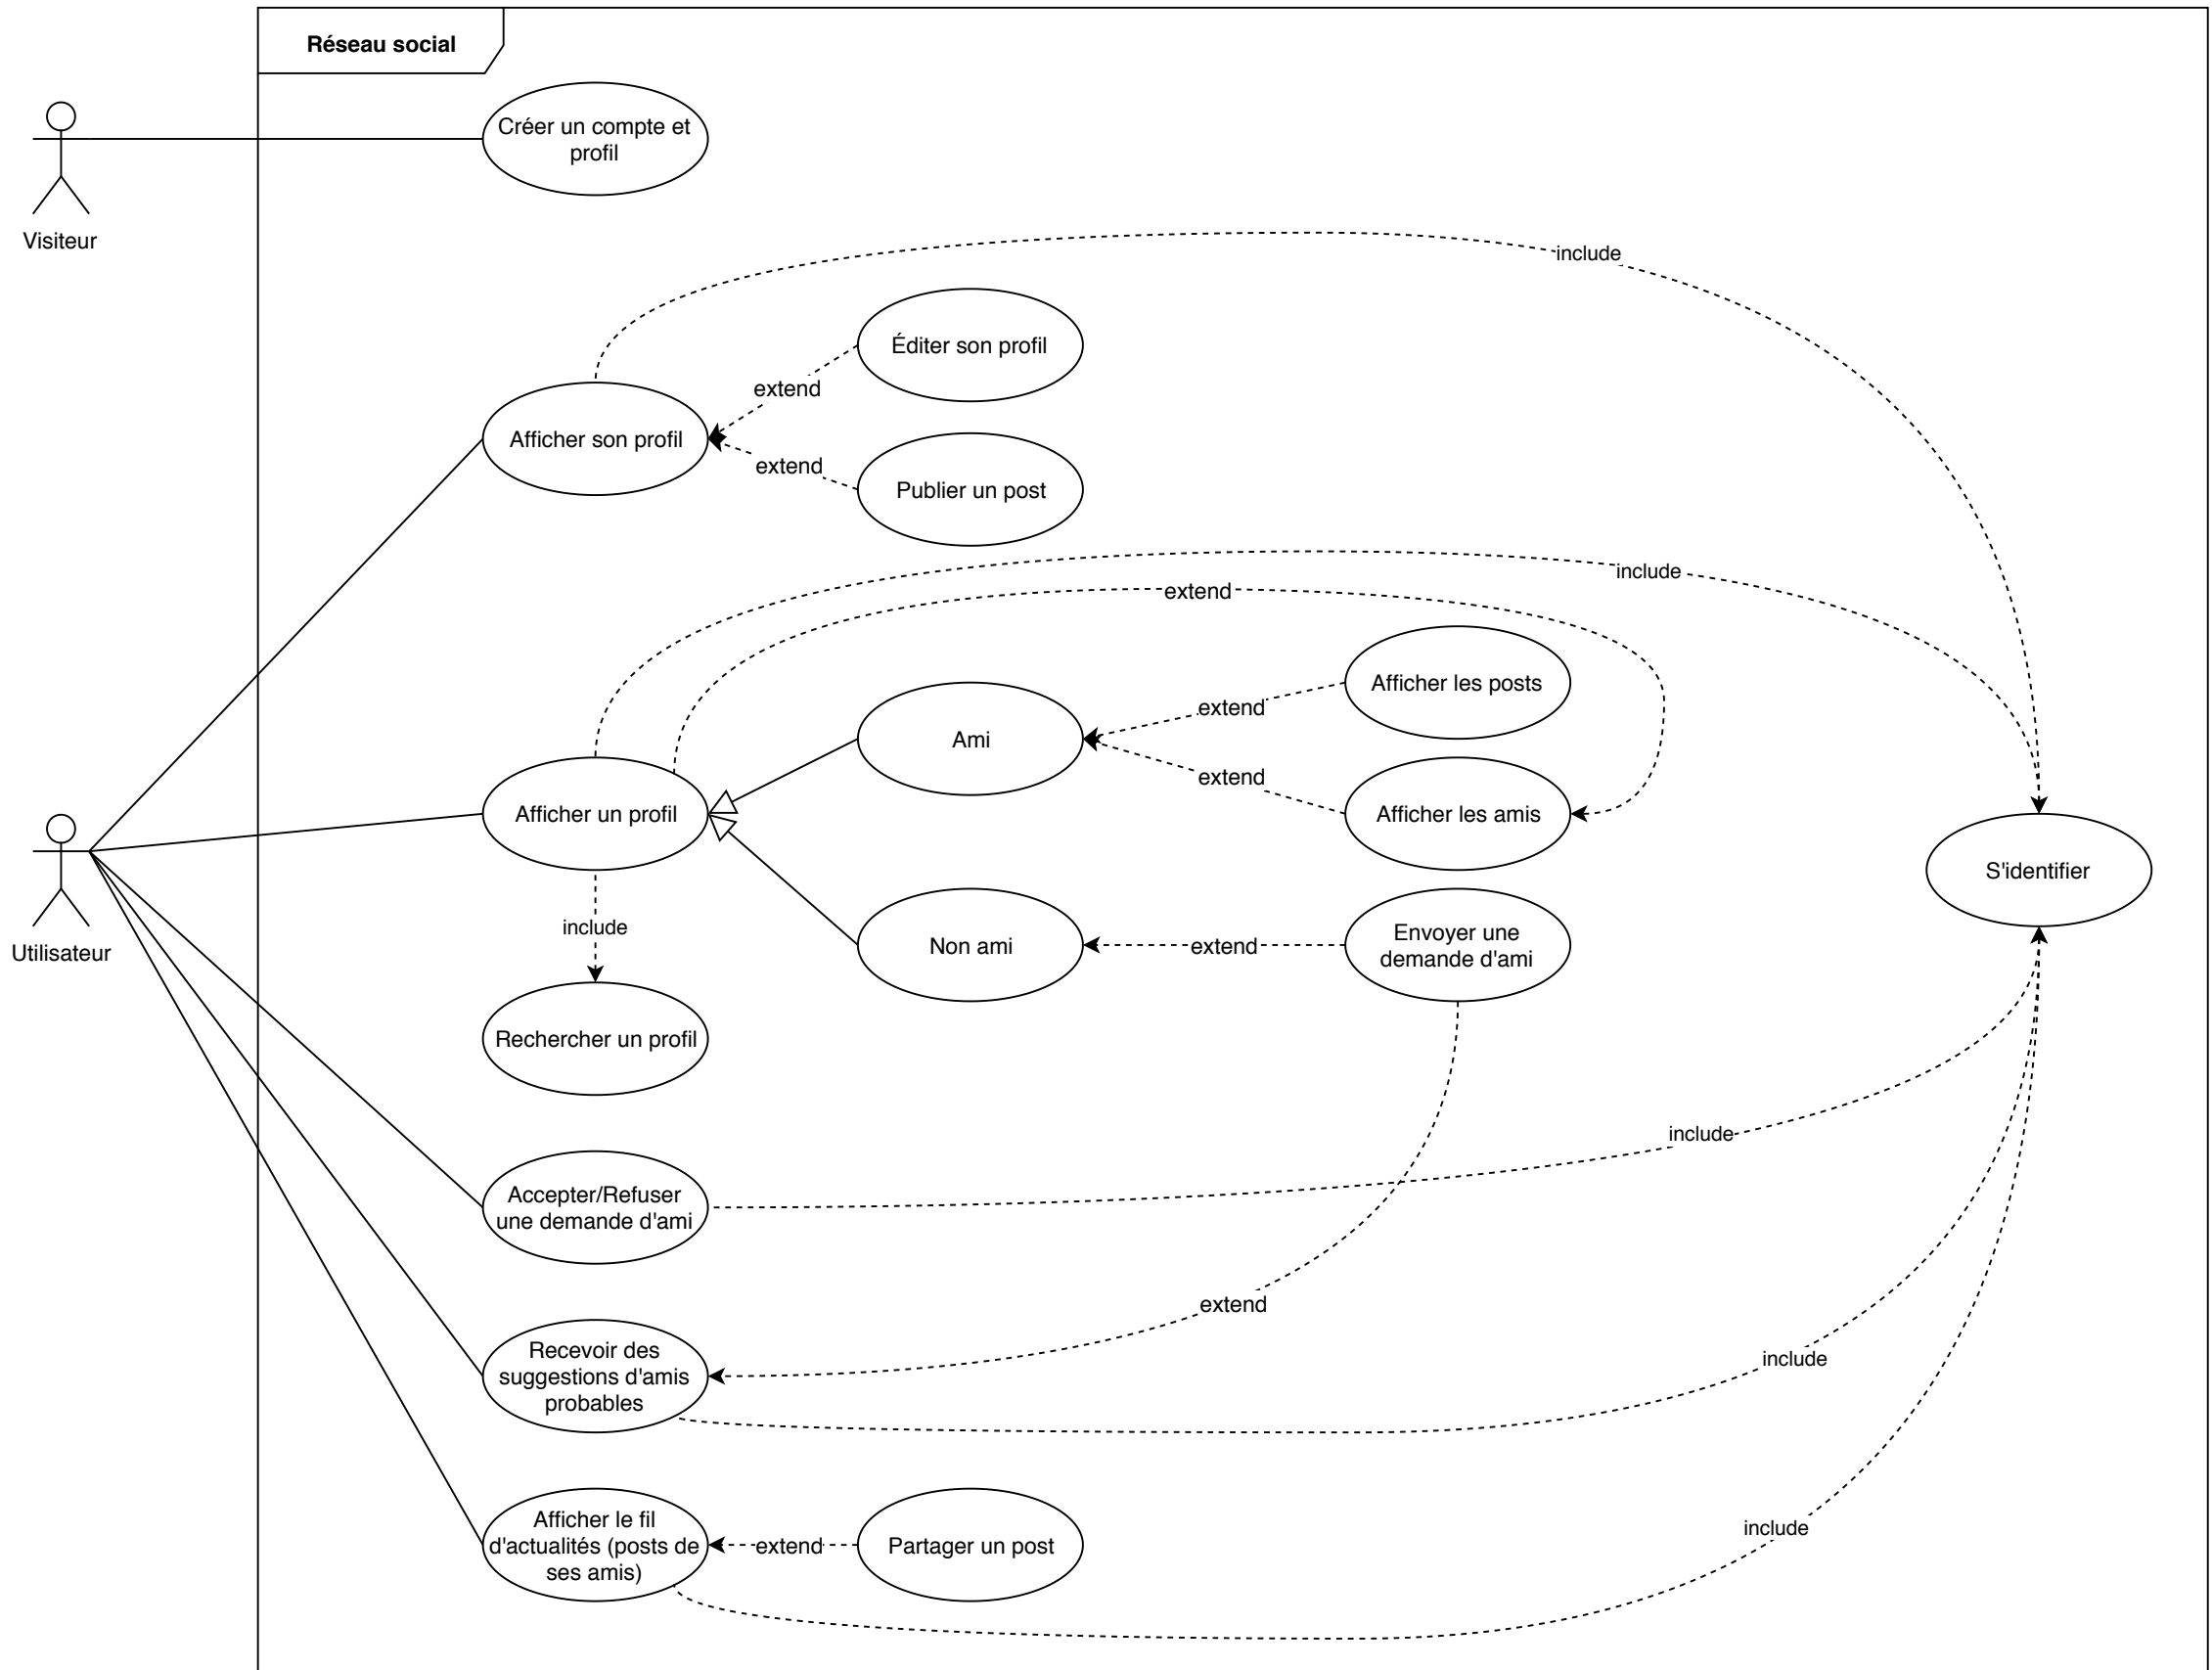 Réseau social
Créer un compte et
profil
Visiteur
include
Éditer son profil
extend
Afficher son profil
extend
Publier un post
include
extend
Afficher les posts
extend
Ami
extend
Afficher un profil
Afficher les amis
S'identifier
include
Utilisateur
Non ami
extend
Envoyer une
demande d'ami
Rechercher un profil
include
Accepter/Refuser
une demande d'ami
extend
Recevoir des
suggestions d'amis
probables
include
Afficher le fil
d'actualités (posts de
ses amis)
extend
Partager un post
include